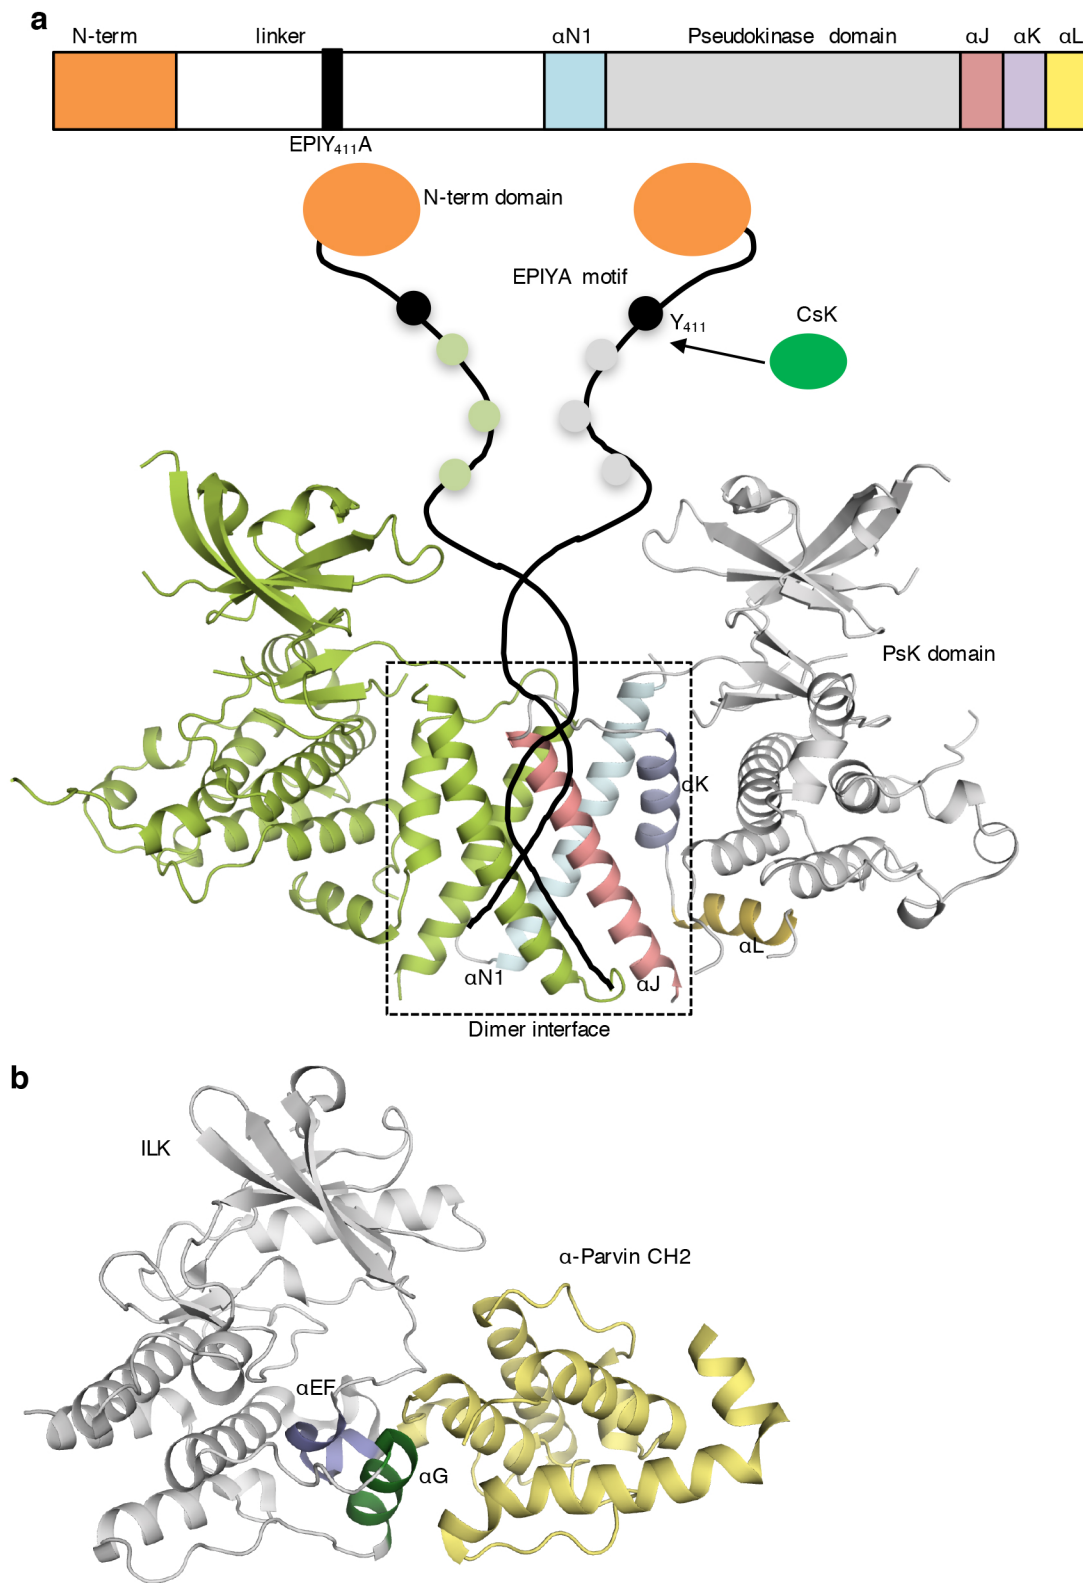 a
N-term linker αN1 Pseudokinase domain αJ αK αL
EPIY₄₁₁A
N-term domain
EPIYA motif
Y₄₁₁
CsK
PsK domain
αK
αL
αN1
αJ
Dimer interface
b
ILK
α-Parvin CH2
αEF
αG